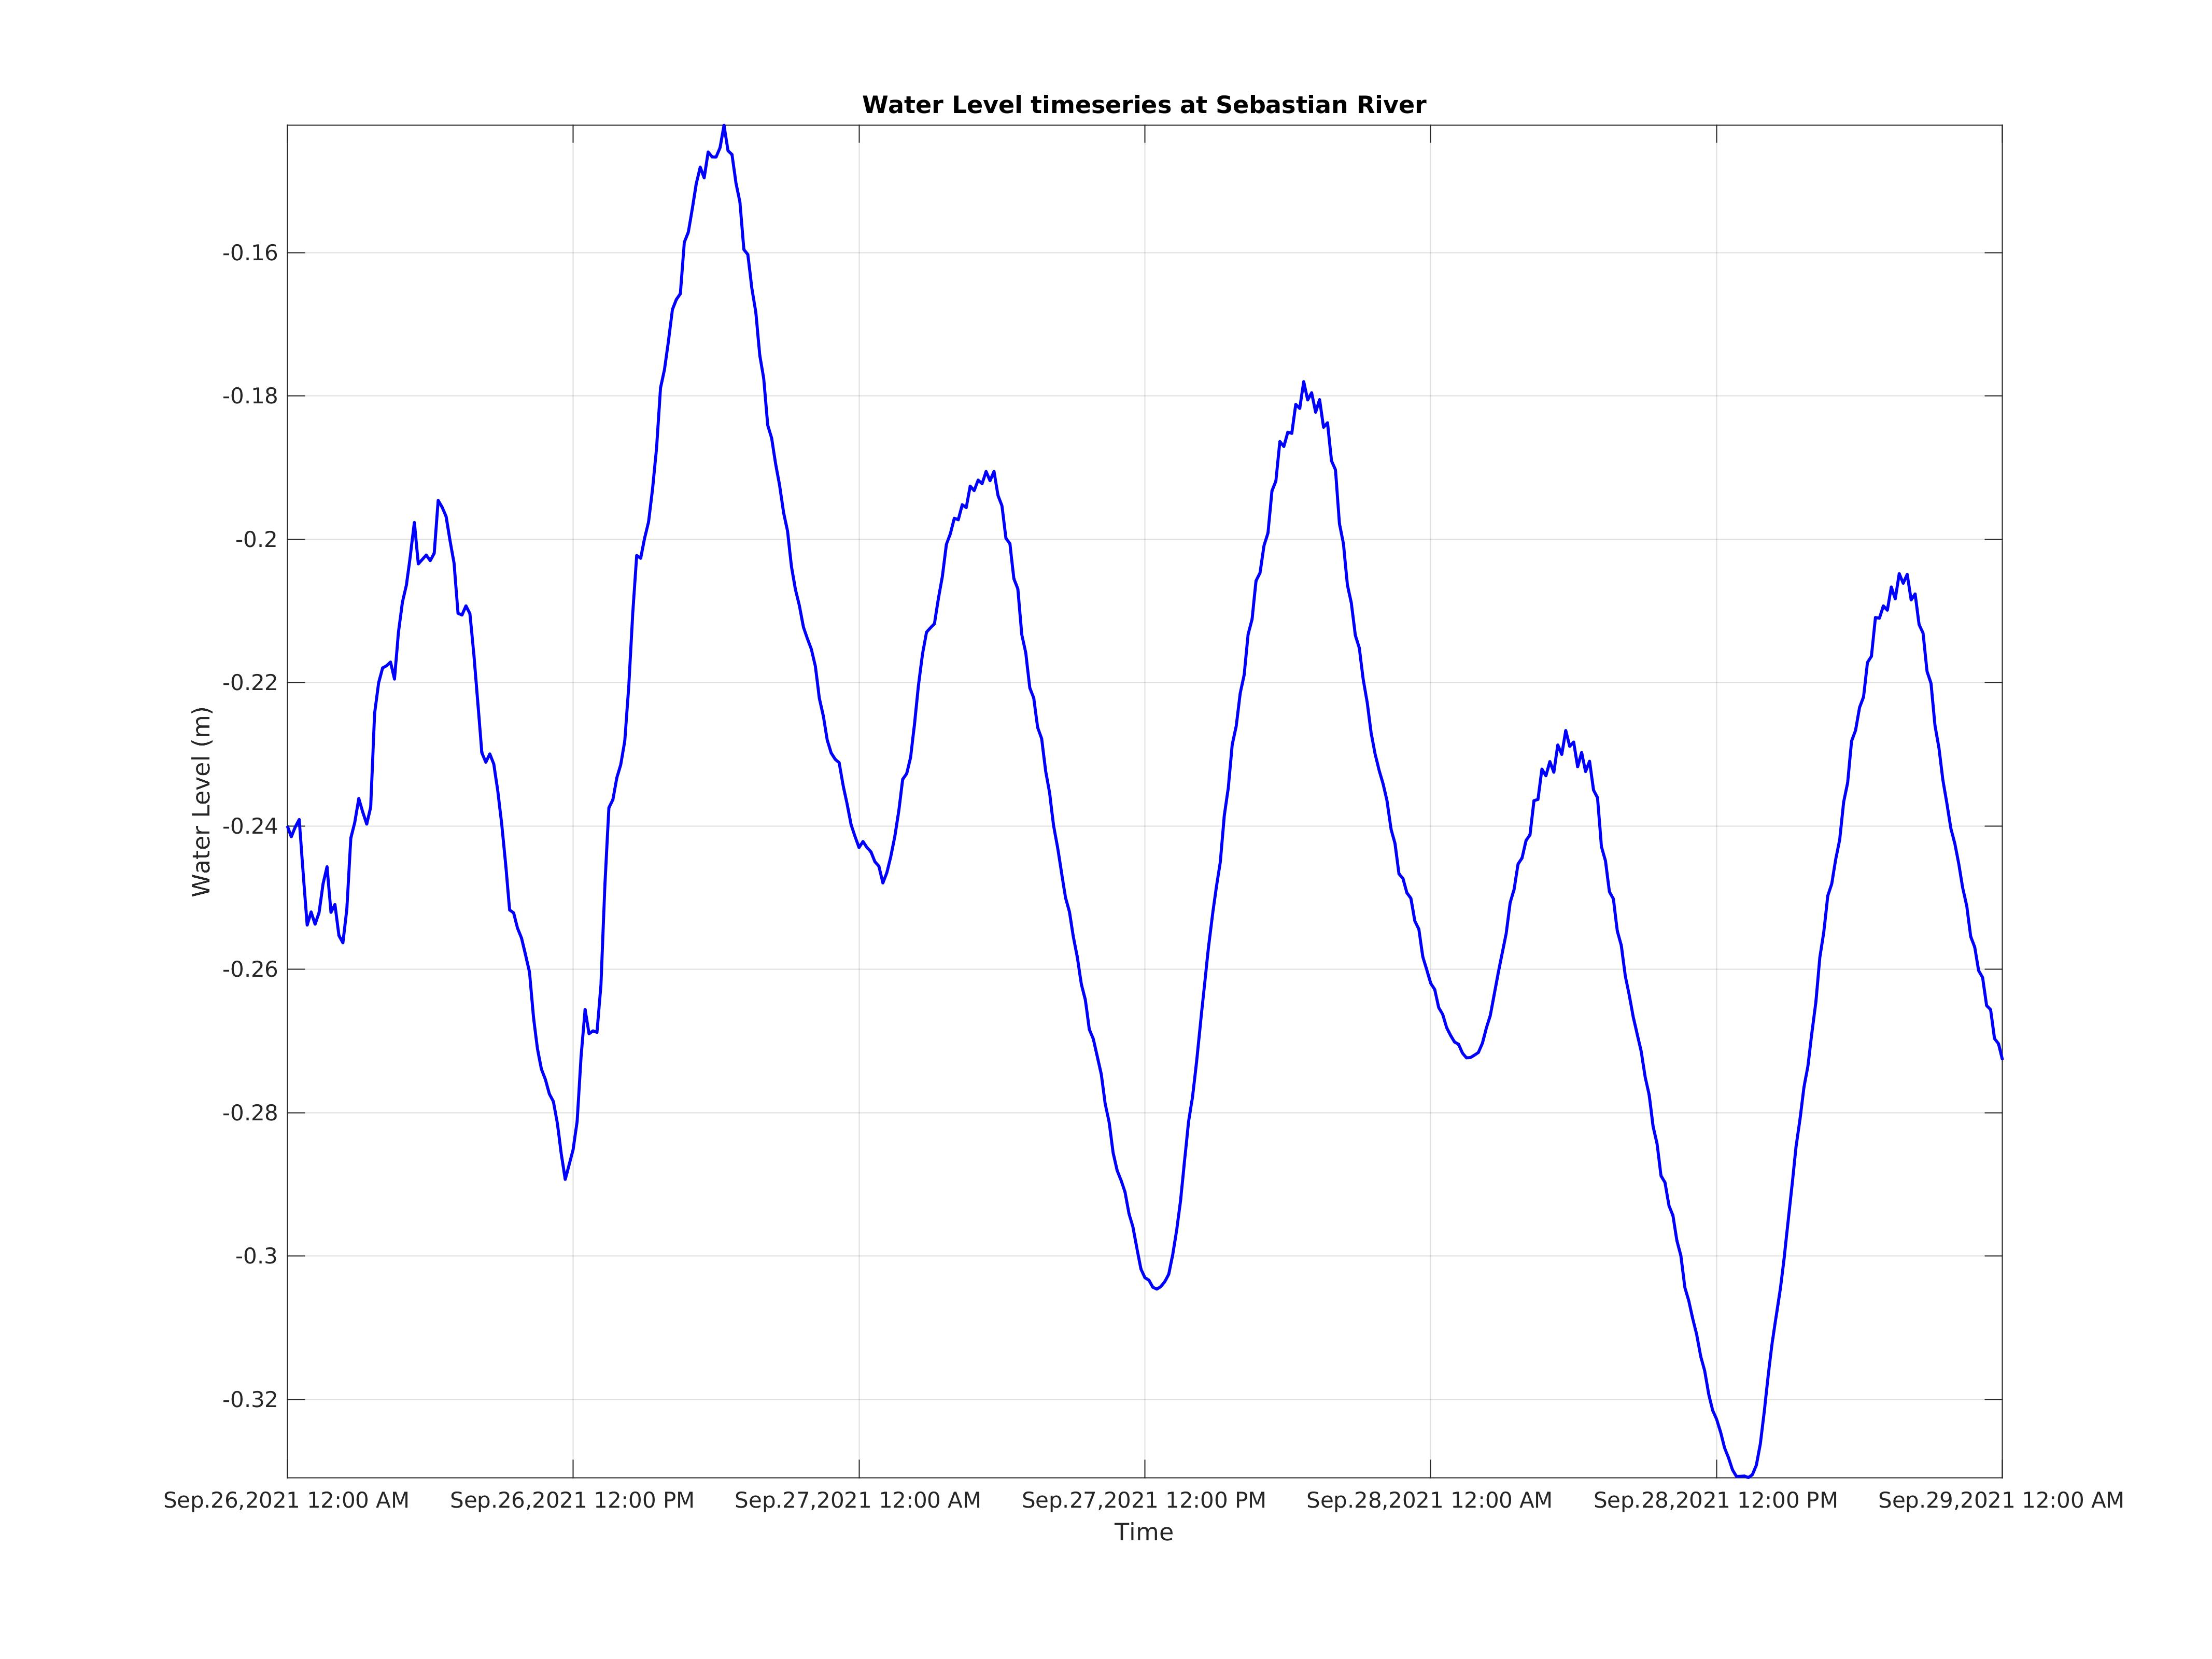 Water Level timeseries at Sebastian River
-0.16
-0.18
-0.2
-0.22
-0.24
-0.26
-0.28
-0.3
-0.32
Water Level (m)
Sep.26,2021 12:00 AM
Sep.26,2021 12:00 PM
Sep.27,2021 12:00 AM
Sep.27,2021 12:00 PM
Sep.28,2021 12:00 AM
Sep.28,2021 12:00 PM
Sep.29,2021 12:00 AM
Time